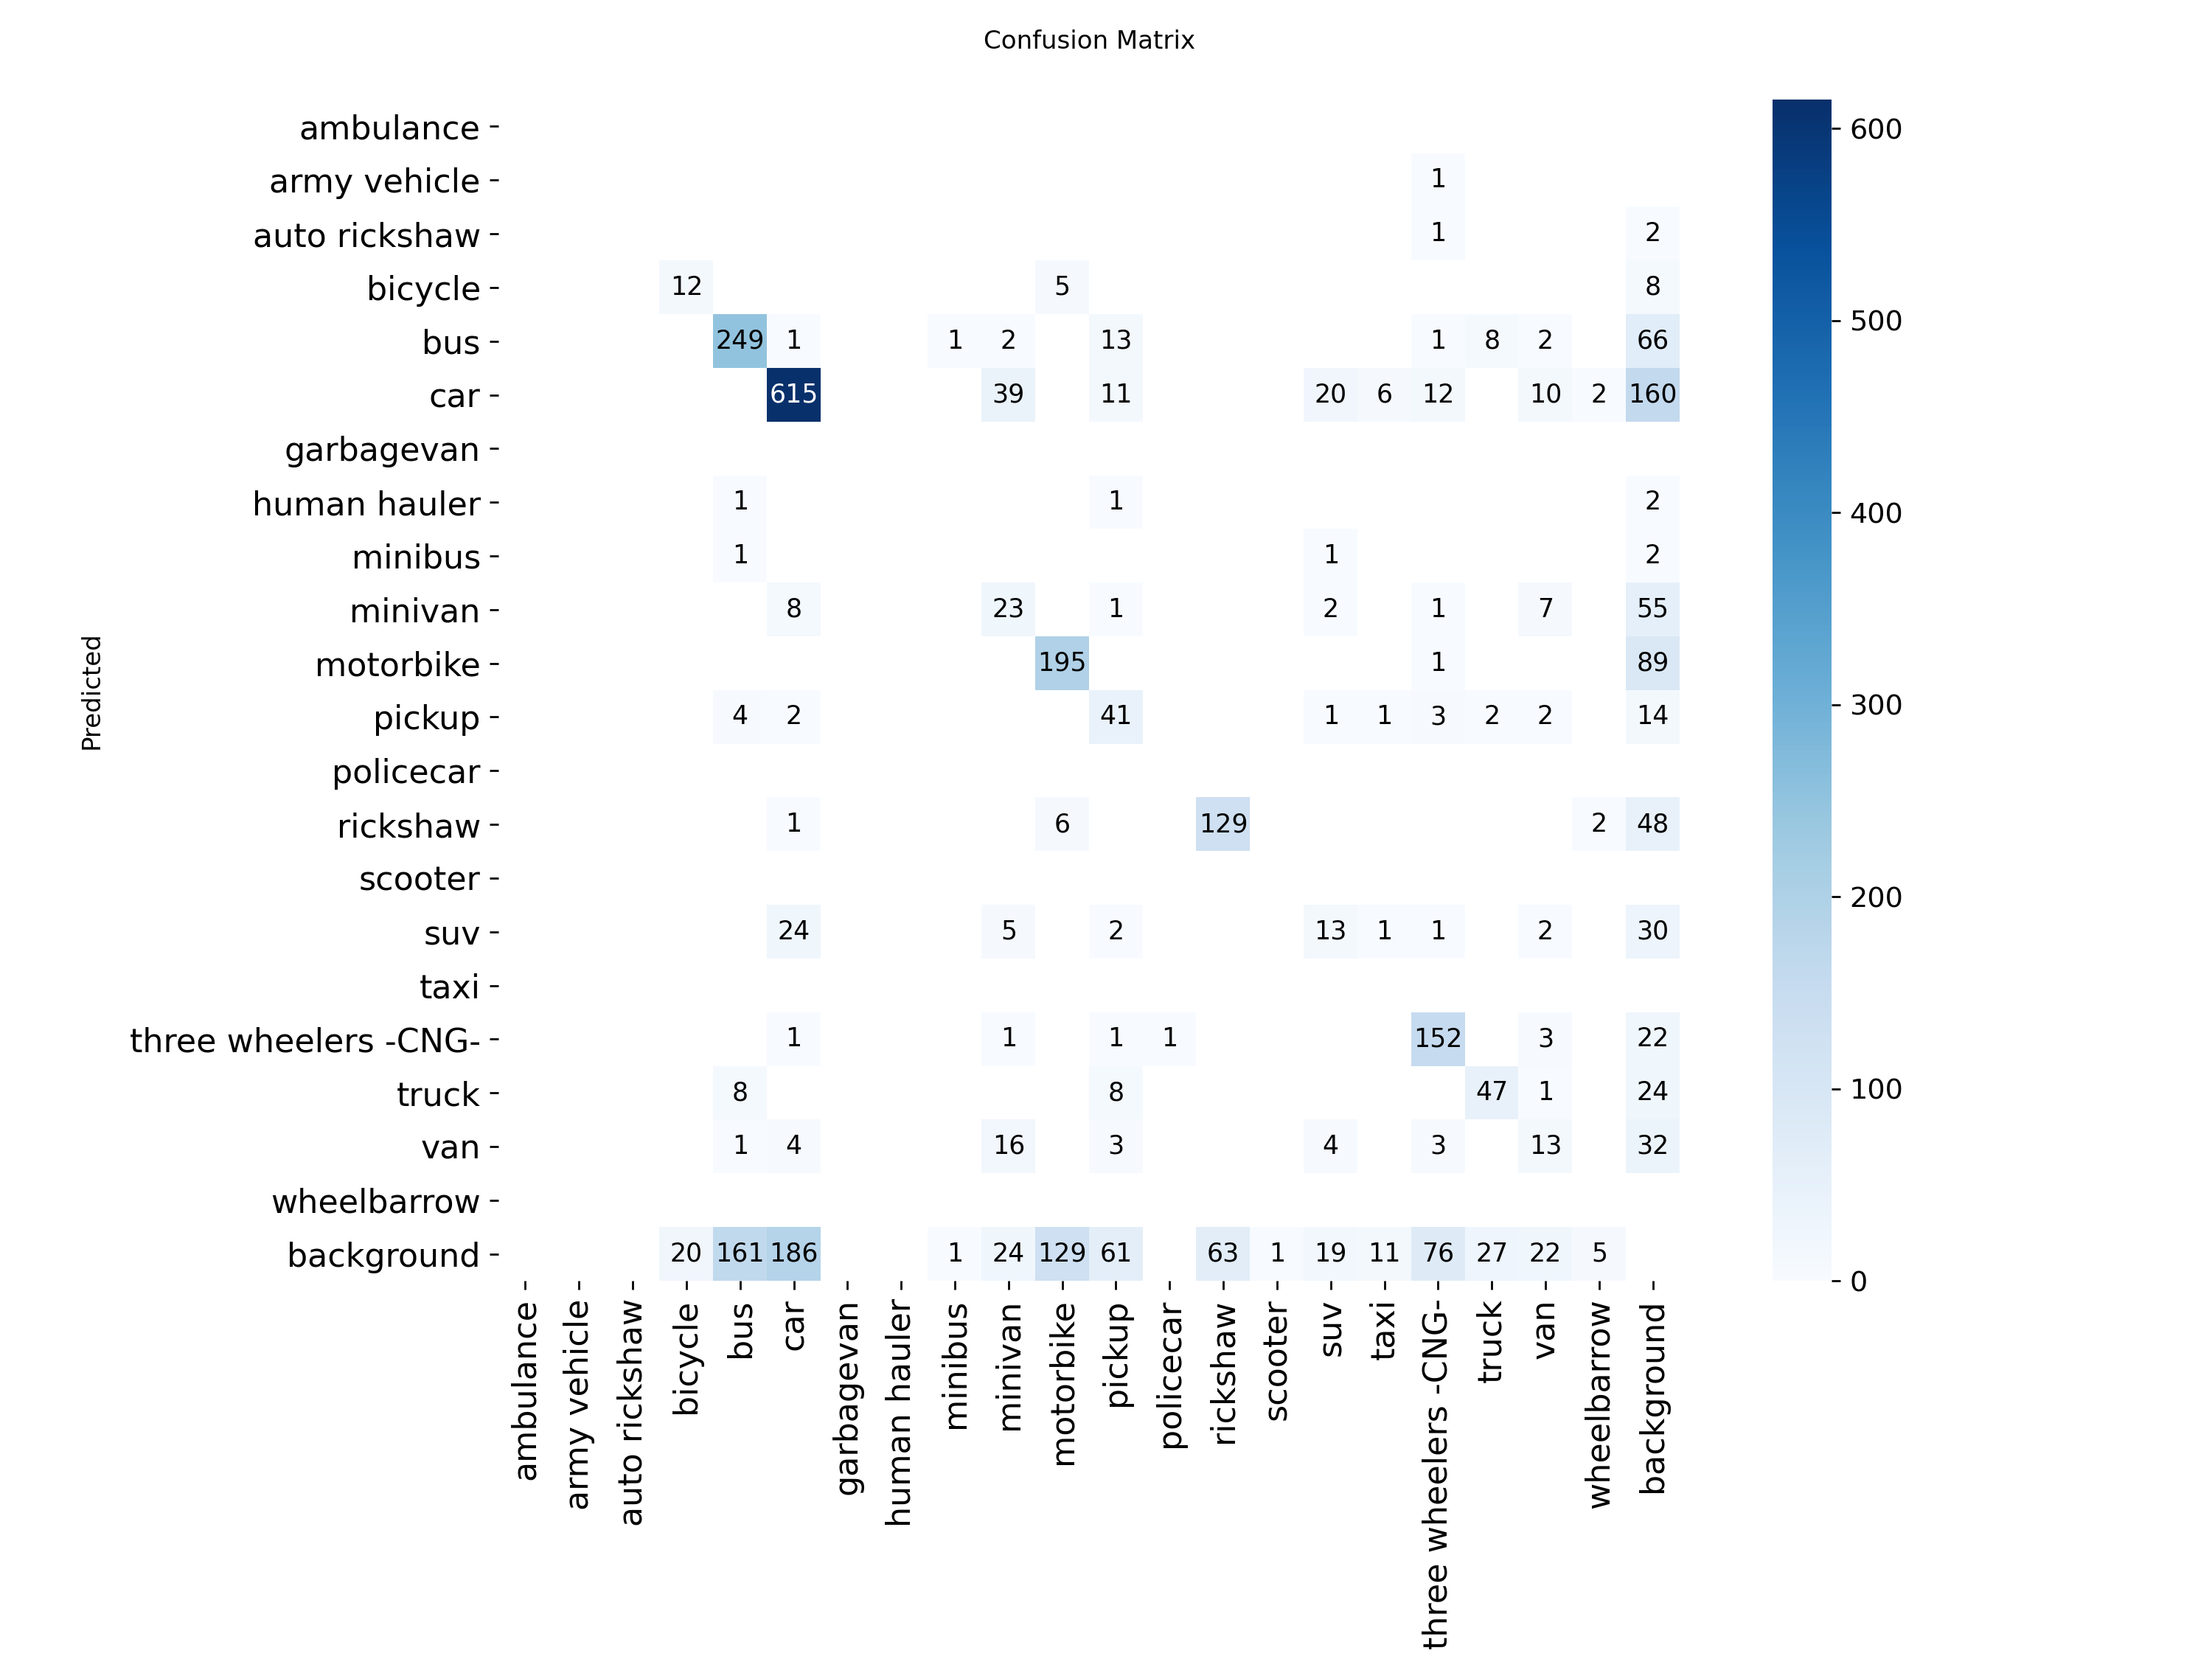 Confusion Matrix
ambulance
army vehicle 1
auto rickshaw 1 2
bicycle 12 5 8
bus 249 1 1 2 13 1 8 2 66
car 615 39 11 20 6 12 10 2 160
garbagevan
human hauler 1 1 2
minibus 1 1 2
minivan 8 23 1 2 1 7 55
motorbike 195 1 89
pickup 4 2 41 1 1 3 2 2 14
policecar
rickshaw 1 6 129 2 48
scooter
suv 24 5 2 13 1 1 2 30
taxi
three wheelers -CNG- 1 1 1 1 152 3 22
truck 8 8 47 1 24
van 1 4 16 3 4 3 13 32
wheelbarrow
background 20 161 186 1 24 129 61 63 1 19 11 76 27 22 5
Predicted
ambulance
army vehicle
auto rickshaw
bicycle
bus
car
garbagevan
human hauler
minibus
minivan
motorbike
pickup
policecar
rickshaw
scooter
suv
taxi
three wheelers -CNG-
truck
van
wheelbarrow
background
600
500
400
300
200
100
0